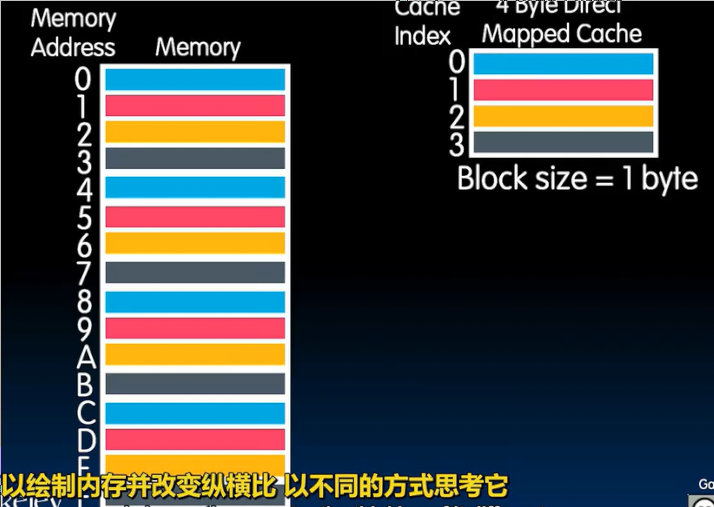 Memory
Address
Memory
0
1
2
3
4
5
6
7
8
9
A
B
C
D
Cache
Index
4 Byte Direct
Mapped Cache
0
1
2
3
Block size = 1 byte
以绘制内存并改变纵横比 以不同的方式思考它